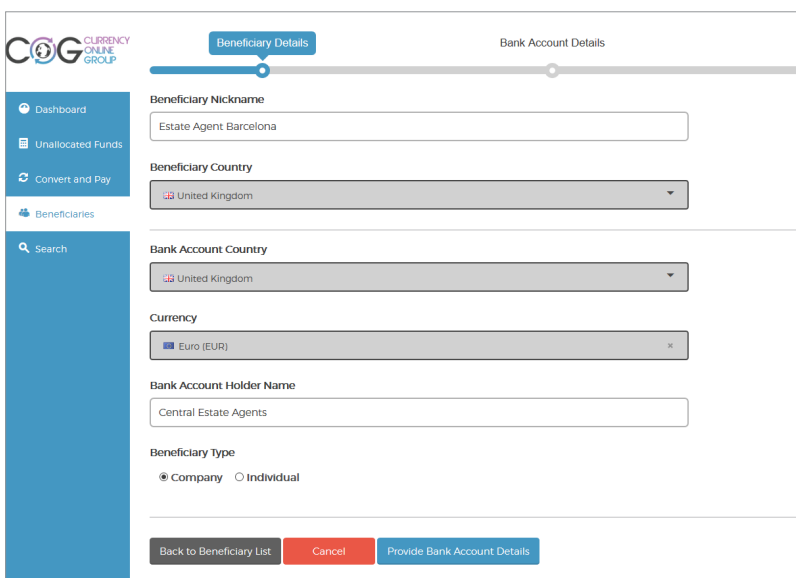 COG CURRENCY
ONLINE
GROUP
Beneficiary Details
Bank Account Details
Dashboard
Unallocated Funds
Convert and Pay
Beneficiaries
Search
Beneficiary Nickname
Estate Agent Barcelona
Beneficiary Country
United Kingdom
Bank Account Country
United Kingdom
Currency
Euro (EUR) ×
Bank Account Holder Name
Central Estate Agents
Beneficiary Type
Company Individual
Back to Beneficiary List Cancel Provide Bank Account Details